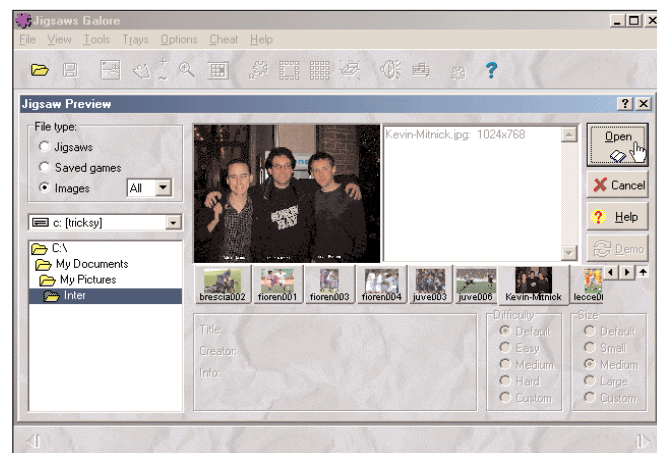 Jigsaws Galore
File View Tools Trays Options Cheat Help
Jigsaw Preview
File type:
Jigsaws
Saved games
Images All
c: [tricksy]
C:\
My Documents
My Pictures
Inter
Kevin-Mitnick.jpg: 1024x768
Open
Cancel
Help
Demo
brescia002 fioren001 fioren003 fioren004 juve003 juve006 Kevin-Mitnick lecce0
Title:
Creator:
Info:
Difficulty
Default
Easy
Medium
Hard
Custom
Size
Default
Small
Medium
Large
Custom